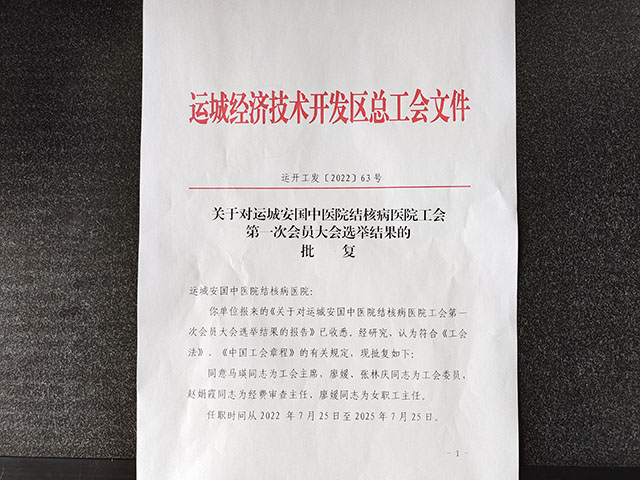 运城经济技术开发区总工会文件
运开工发〔2022〕63号
关于对运城安国中医院结核病医院工会
第一次会员大会选举结果的
批 复
运城安国中医院结核病医院：
你单位报来的《关于对运城安国中医院结核病医院工会第一
次会员大会选举结果的报告》已收悉、经研究、认为符合《工会
法》、《中国工会章程》的有关规定，现批复如下：
同意马瑛同志为工会主席，廖媛、张林庆同志为工会委员，
赵娟霞同志为经费审查主任、廖媛同志为女职工主任。
任职时间从2022 年7月25日至2025年7月25日。
- 1 -